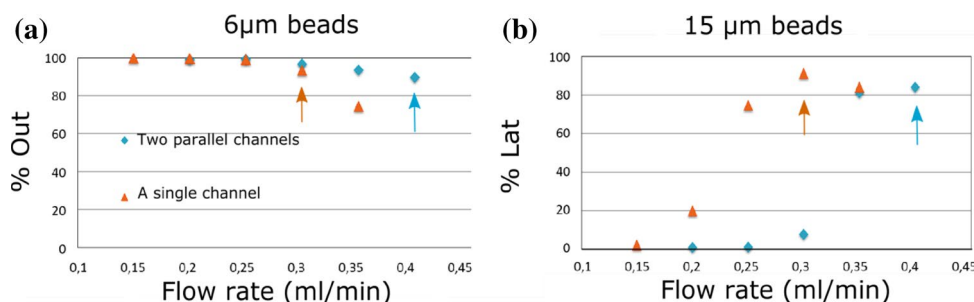 (a)
6µm beads
% Out
100
80
60
40
20
0
Two parallel channels
A single channel
0,1 0,15 0,2 0,25 0,3 0,35 0,4 0,45
Flow rate (ml/min)
(b)
15 µm beads
% Lat
100
80
60
40
20
0
0,1 0,15 0,2 0,25 0,3 0,35 0,4 0,45
Flow rate (ml/min)